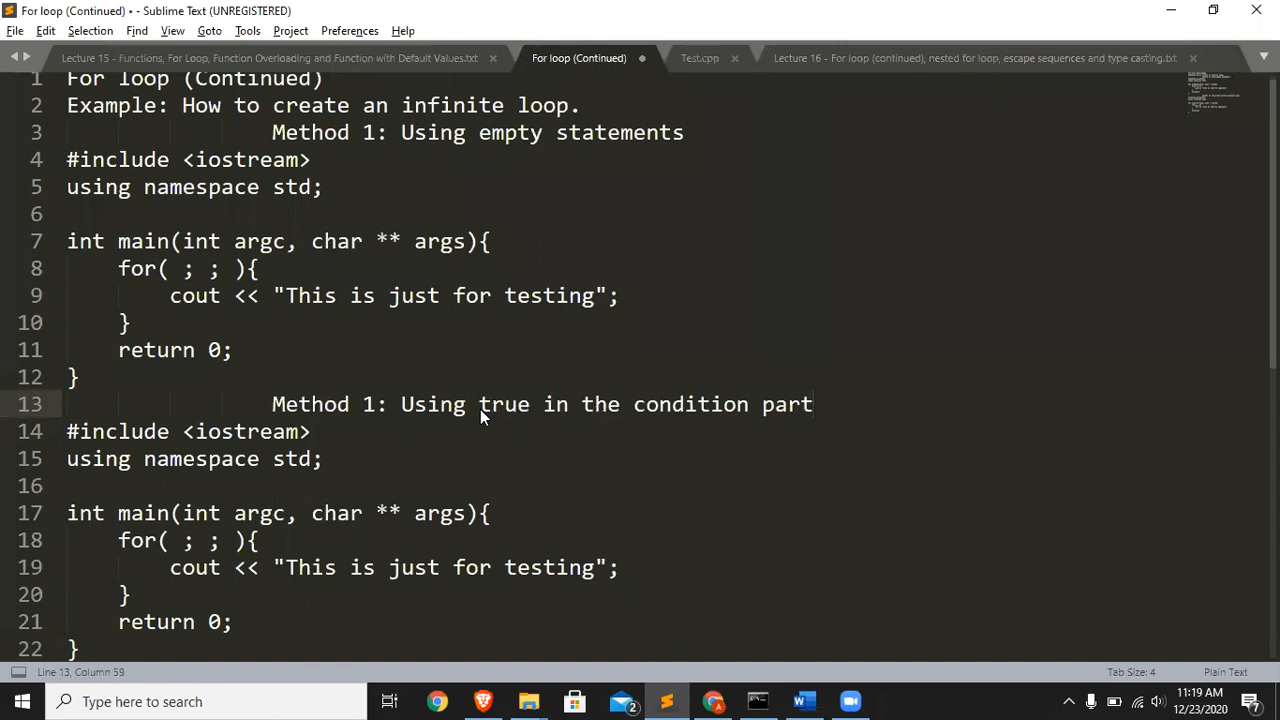 For loop (Continued) • - Sublime Text (UNREGISTERED)
File Edit Selection Find View Goto Tools Project Preferences Help
Lecture 15 - Functions, For Loop, Function Overloading and Function with Default Values.txt For loop (Continued) Test.cpp Lecture 16 - For loop (continued), nested for loop, escape sequences and type casting.txt
1 For loop (Continued)
2 Example: How to create an infinite loop.
3 Method 1: Using empty statements
4 #include <iostream>
5 using namespace std;
6
7 int main(int argc, char ** args){
8 for( ; ; ){
9 cout << "This is just for testing";
10 }
11 return 0;
12 }
13 Method 1: Using true in the condition part
14 #include <iostream>
15 using namespace std;
16
17 int main(int argc, char ** args){
18 for( ; ; ){
19 cout << "This is just for testing";
20 }
21 return 0;
22 }
Line 13, Column 59 Tab Size: 4 Plain Text
Type here to search 2 11:19 AM
12/23/2020 7